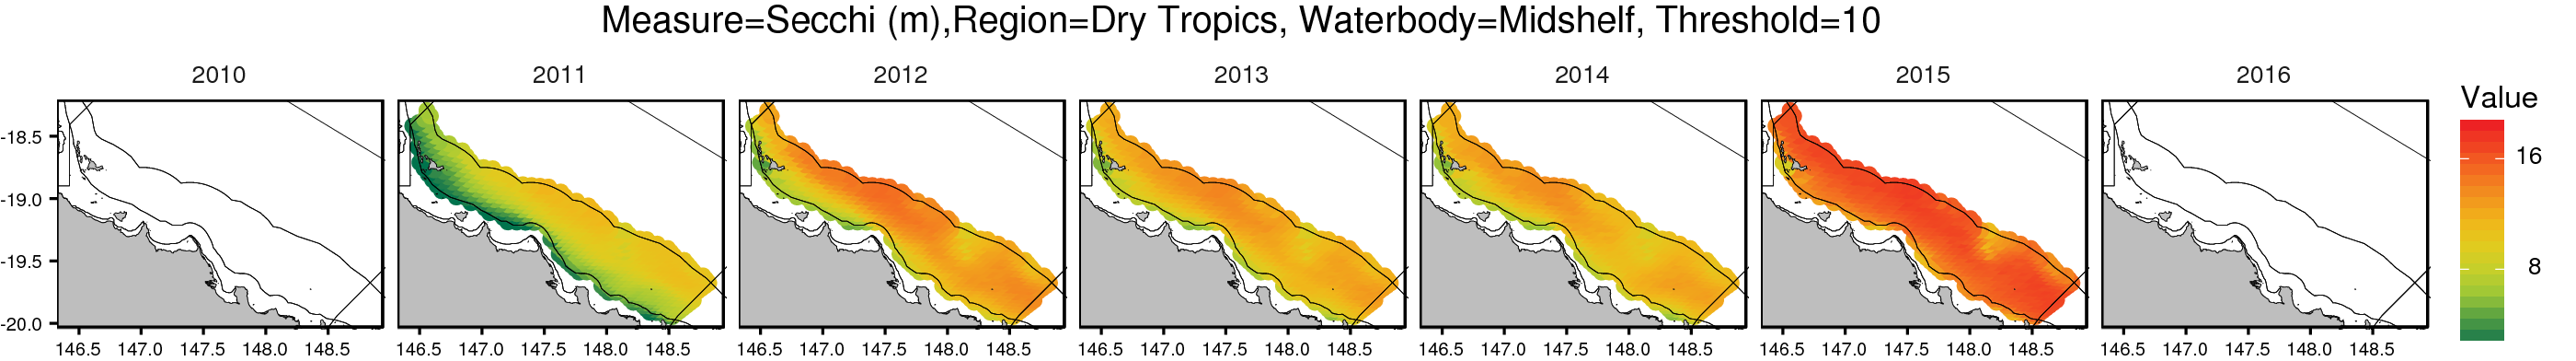 Measure=Secchi (m),Region=Dry Tropics, Waterbody=Midshelf, Threshold=10
2010 2011 2012 2013 2014 2015 2016
Value
-18.5
-19.0
-19.5
-20.0
16
8
146.5 147.0 147.5 148.0 148.5 146.5 147.0 147.5 148.0 148.5 146.5 147.0 147.5 148.0 148.5 146.5 147.0 147.5 148.0 148.5 146.5 147.0 147.5 148.0 148.5 146.5 147.0 147.5 148.0 148.5 146.5 147.0 147.5 148.0 148.5